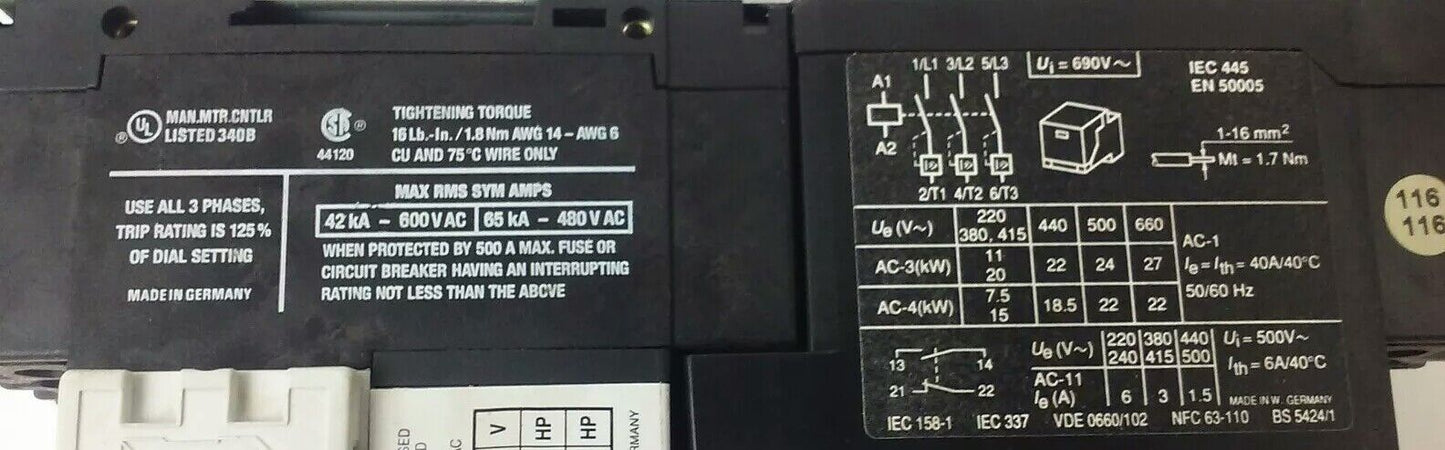 ® UL MAN.MTR.CNTLR
LISTED 340B
SA ®
44120
TIGHTENING TORQUE
16 Lb.-In. / 1.8 Nm AWG 14 – AWG 6
CU AND 75°C WIRE ONLY
USE ALL 3 PHASES,
TRIP RATING IS 125%
OF DIAL SETTING
MADE IN GERMANY
MAX RMS SYM AMPS
42 kA – 600 V AC 65 kA – 480 V AC
WHEN PROTECTED BY 500 A MAX. FUSE OR
CIRCUIT BREAKER HAVING AN INTERRUPTING
RATING NOT LESS THAN THE ABOVE
AC
V
HP
HP
1/L1 3/L2 5/L3
A1
A2
2/T1 4/T2 6/T3
Ui = 690V~
IEC 445
EN 50005
1-16 mm²
Mt = 1.7 Nm
Ue (V~) 220 380, 415 440 500 660
AC-3(kW) 11 20 22 24 27
AC-4(kW) 7.5 15 18.5 22 22
AC-1
Ie = Ith = 40A/40°C
50/60 Hz
13 14
21 22
Ue (V~) 220 240 380 415 440 500
AC-11
Ie (A) 6 3 1.5
Ui = 500V~
Ith = 6A/40°C
MADE IN W. GERMANY
IEC 158-1 IEC 337 VDE 0660/102 NFC 63-110 BS 5424/1
116
116